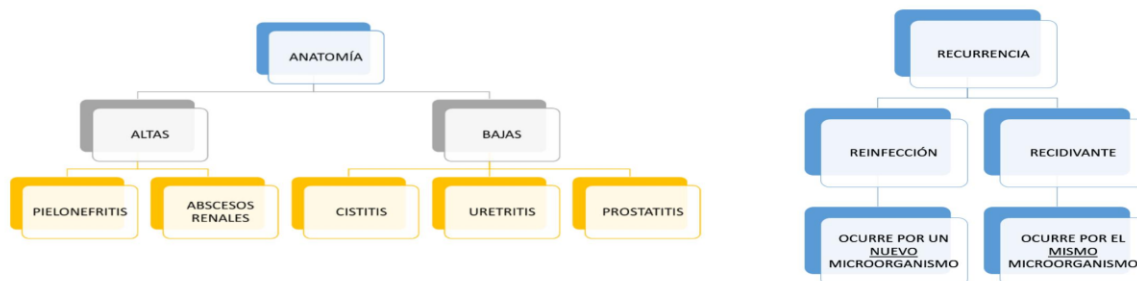 ANATOMÍA
ALTAS
BAJAS
PIELONEFRITIS
ABSCESOS
RENALES
CISTITIS
URETRITIS
PROSTATITIS
RECURRENCIA
REINFECCIÓN
RECIDIVANTE
OCURRE POR UN
NUEVO
MICROORGANISMO
OCURRE POR EL
MISMO
MICROORGANISMO